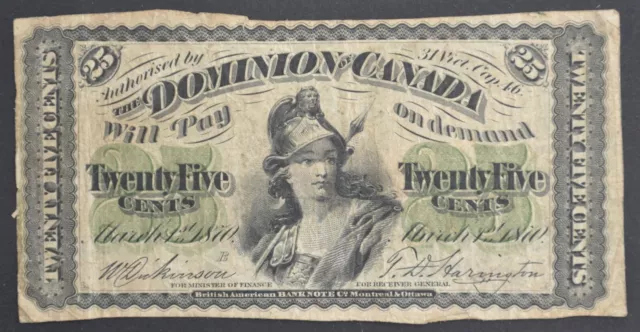 25
Authorised by
31 Vict. Cap. 46.
25
THE DOMINION OF CANADA
Will Pay
on demand
Twenty Five
CENTS
Twenty Five
CENTS
March 1st 1870.
March 1st 1870.
B
W Dickinson
T. D. Harington
FOR MINISTER OF FINANCE
FOR RECEIVER GENERAL
British American BANK NOTE Co. Montreal & Ottawa
TWENTY FIVE CENTS
TWENTY FIVE CENTS